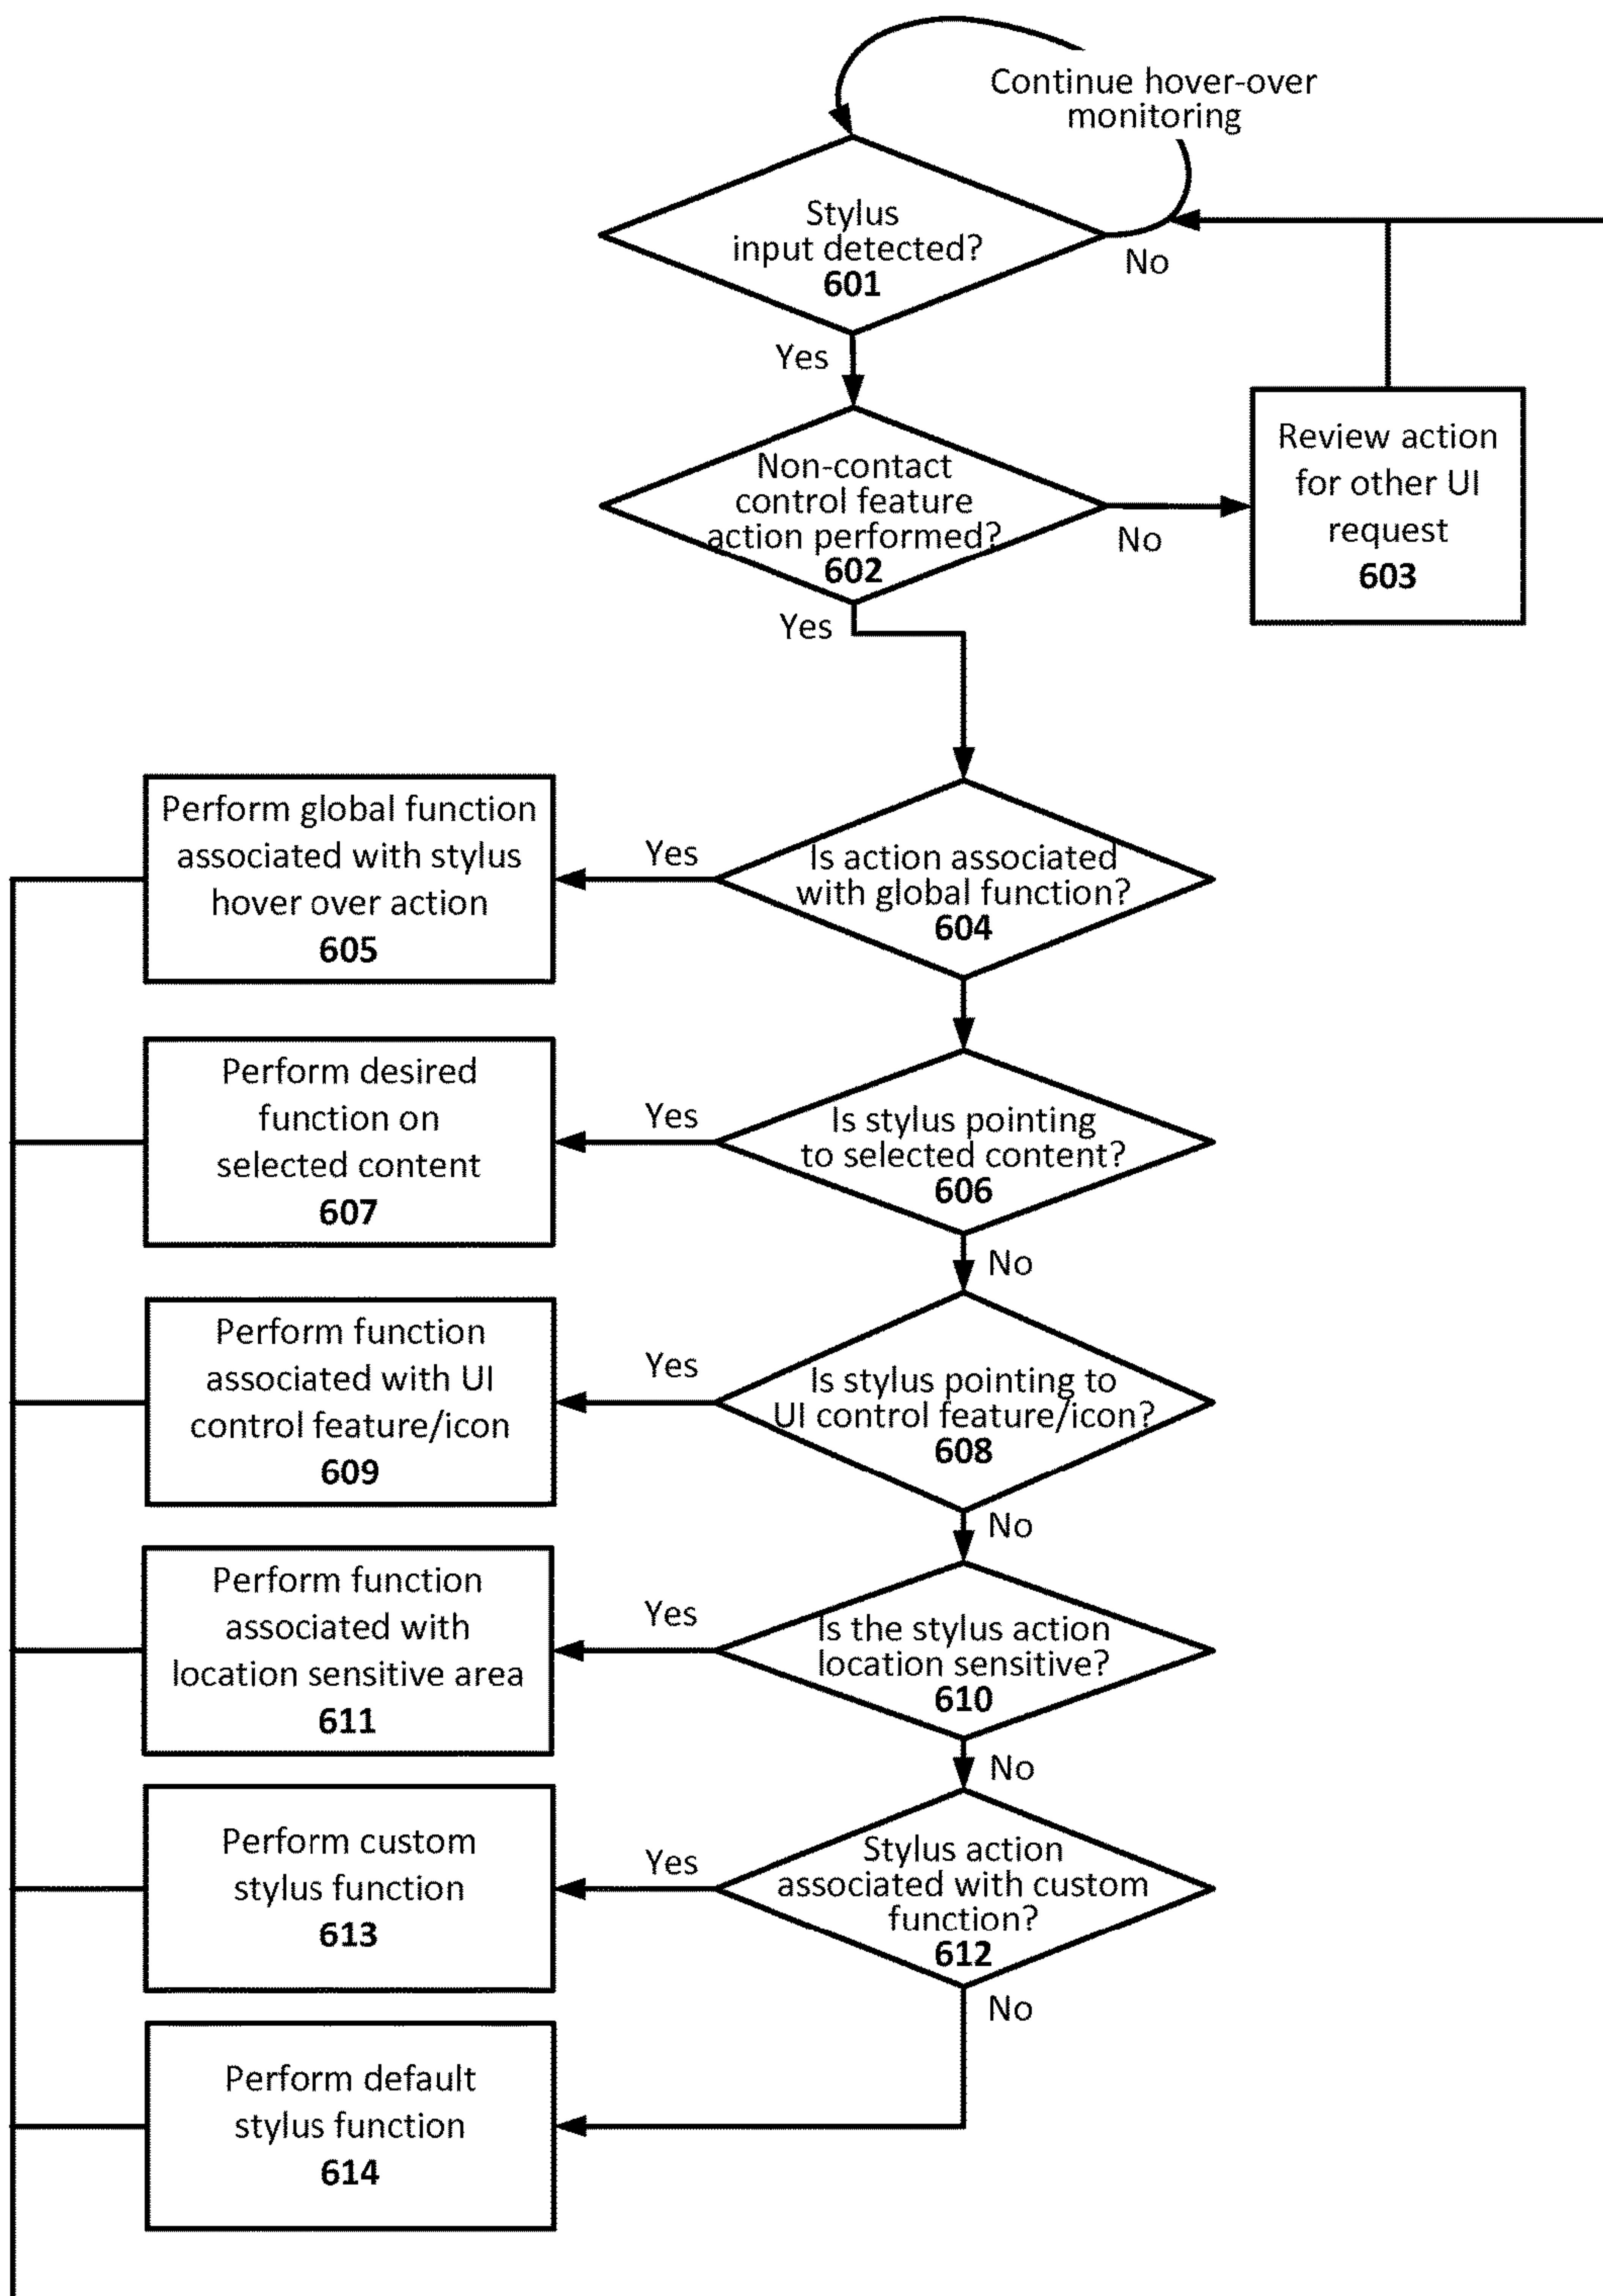 Continue hover-over
monitoring
Stylus
input detected?
601
No
Yes
Non-contact
control feature
action performed?
602
No
Yes
Review action
for other UI
request
603
Perform global function
associated with stylus
hover over action
605
Yes
Is action associated
with global function?
604
Perform desired
function on
selected content
607
Yes
Is stylus pointing
to selected content?
606
No
Perform function
associated with UI
control feature/icon
609
Yes
Is stylus pointing to
UI control feature/icon?
608
No
Perform function
associated with
location sensitive area
611
Yes
Is the stylus action
location sensitive?
610
No
Perform custom
stylus function
613
Yes
Stylus action
associated with custom
function?
612
No
Perform default
stylus function
614